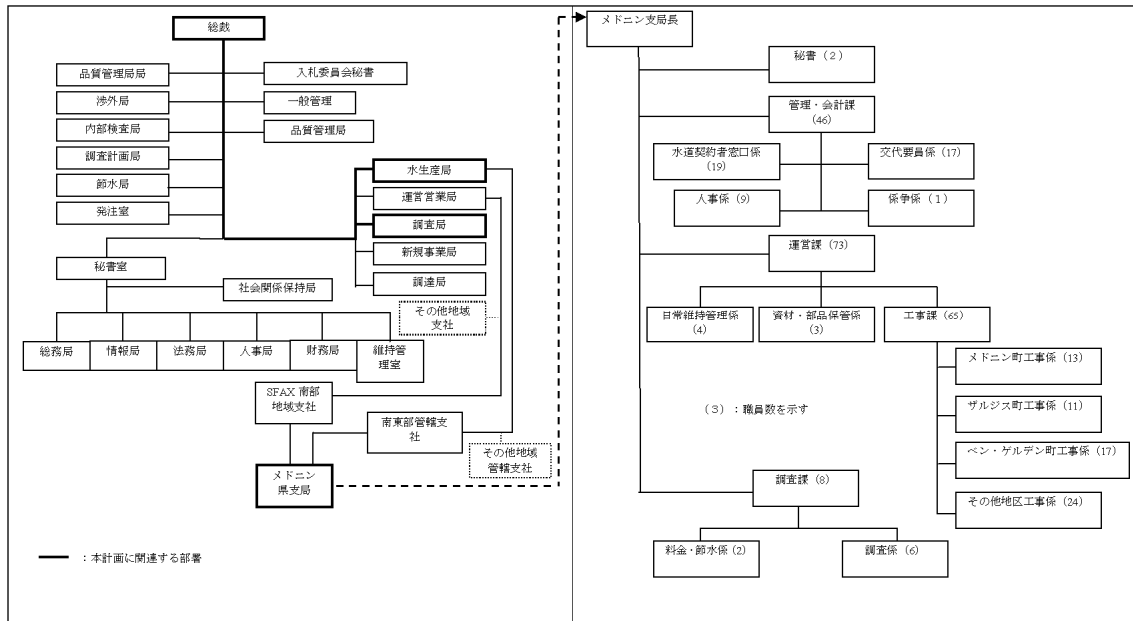 総裁
品質管理局局
入札委員会秘書
渉外局
一般管理
内部検査局
品質管理局
調査計画局
節水局
発注室
水生産局
運営営業局
調査局
新規事業局
調達局
秘書室
社会関係保持局
その他地域
支社
総務局
情報局
法務局
人事局
財務局
維持管
理室
SFAX 南部
地域支社
南東部管轄支
社
その他地域
管轄支社
メドニン
県支局
:本計画に関連する部署
メドニン支局長
秘書(2)
管理・会計課
(46)
水道契約者窓口係
(19)
交代要員係(17)
人事係(9)
係争係(1)
運営課(73)
日常維持管理係
(4)
資材・部品保管係
(3)
工事課(65)
メドニン町工事係(13)
ザルジス町工事係(11)
ベン・ゲルデン町工事係(17)
その他地区工事係(24)
(3):職員数を示す
調査課(8)
料金・節水係(2)
調査係(6)